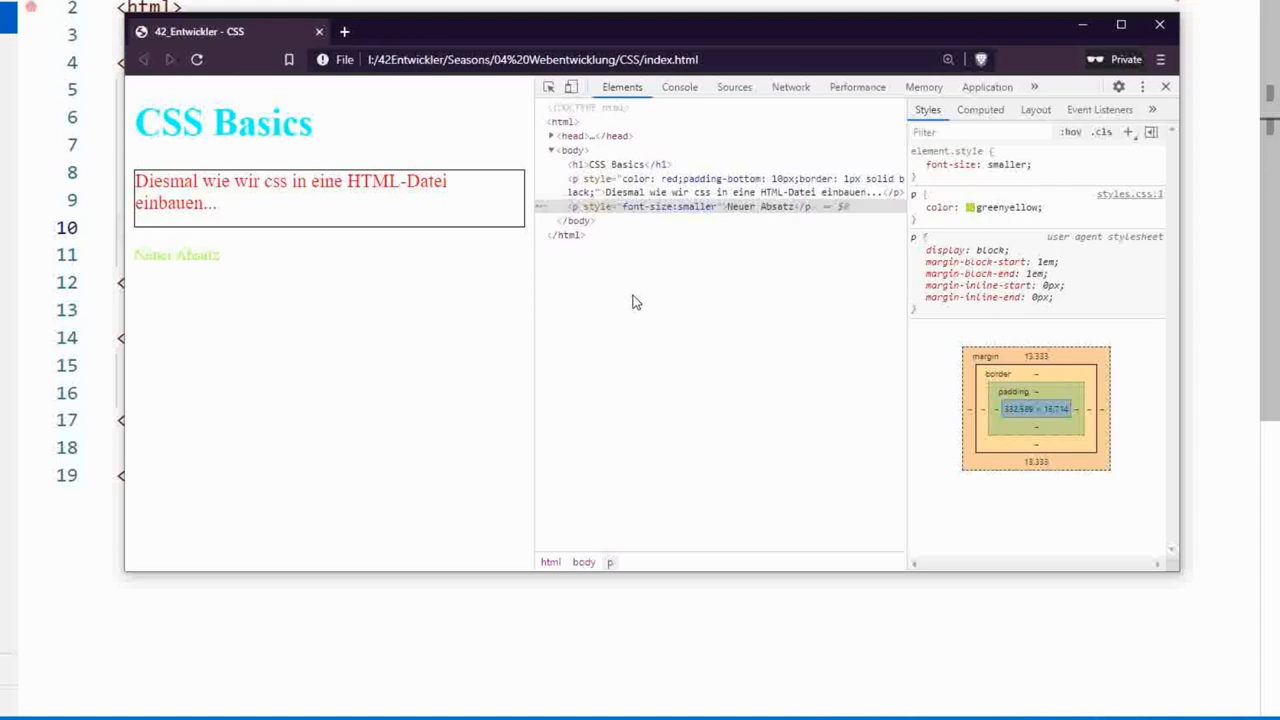 2 <html>
3
4 <
5
6
7
8
9
10
11
12 <
13
14 <
15
16
17 <
18
19 <
42_Entwickler - CSS
File I:/42Entwickler/Seasons/04%20Webentwicklung/CSS/index.html Private
CSS Basics
Diesmal wie wir css in eine HTML-Datei
einbauen...
Neuer Absatz
Elements Console Sources Network Performance Memory Application »
<!DOCTYPE html>
<html>
<head>…</head>
<body>
<h1>CSS Basics</h1>
<p style="color: red;padding-bottom: 10px;border: 1px solid b
lack;">Diesmal wie wir css in eine HTML-Datei einbauen...</p>
<p style="font-size:smaller">Neuer Absatz</p> == $0
</body>
</html>
html body p
Styles Computed Layout Event Listeners »
Filter :hov .cls +
element.style {
font-size: smaller;
}
p { styles.css:1
color: greenyellow;
}
p { user agent stylesheet
display: block;
margin-block-start: 1em;
margin-block-end: 1em;
margin-inline-start: 0px;
margin-inline-end: 0px;
}
margin 13.333
border –
padding –
– – – – – –
–
–
13.333